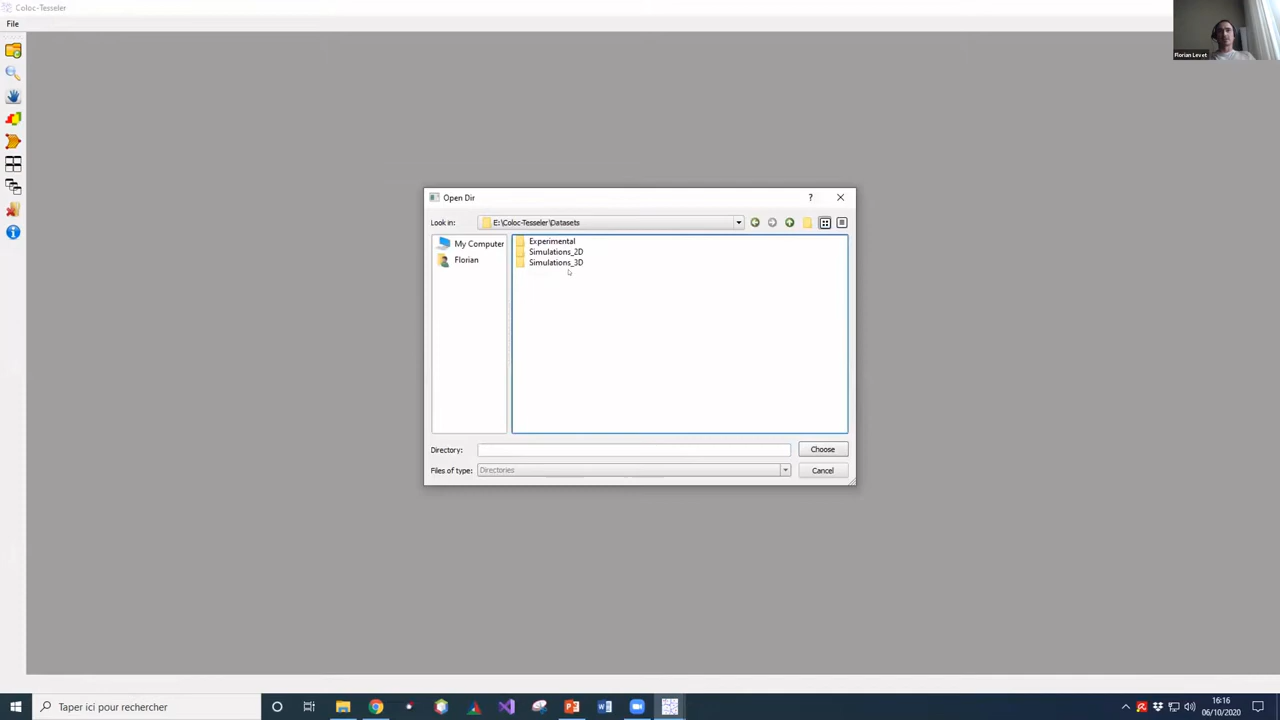 Coloc-Tesseler
File
Florian Levet
Open Dir
?
Look in:
E:\Coloc-Tesseler\Datasets
My Computer
Florian
Experimental
Simulations_2D
Simulations_3D
Directory:
Choose
Files of type:
Directories
Cancel
Taper ici pour rechercher
16:16
06/10/2020